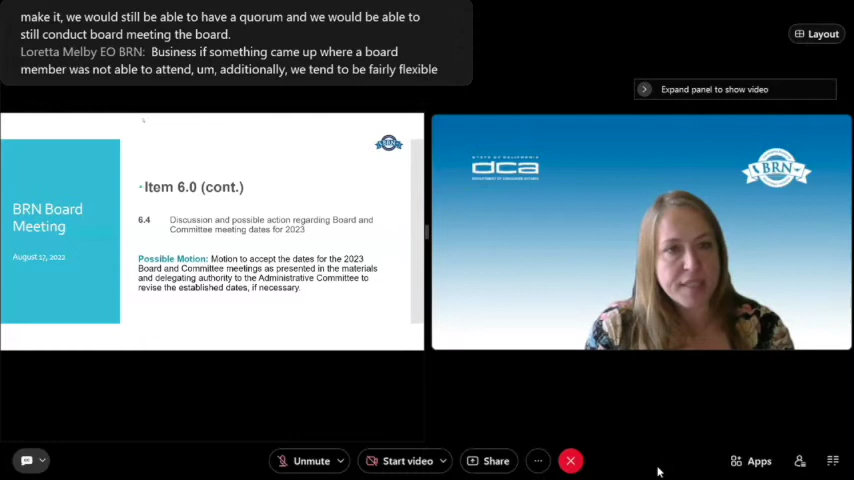 make it, we would still be able to have a quorum and we would be able to
still conduct board meeting the board.
Loretta Melby EO BRN: Business if something came up where a board
member was not able to attend, um, additionally, we tend to be fairly flexible
Layout
Expand panel to show video
BRN Board
Meeting
August 17, 2022
BRN
Item 6.0 (cont.)
6.4 Discussion and possible action regarding Board and
Committee meeting dates for 2023
Possible Motion: Motion to accept the dates for the 2023
Board and Committee meetings as presented in the materials
and delegating authority to the Administrative Committee to
revise the established dates, if necessary.
STATE OF CALIFORNIA
dca
DEPARTMENT OF CONSUMER AFFAIRS
BRN
Unmute
Start video
Share
Apps